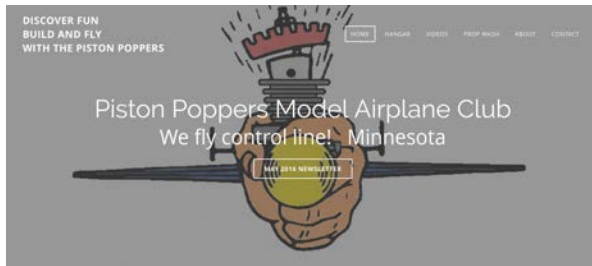 DISCOVER FUN
BUILD AND FLY
WITH THE PISTON POPPERS
HOME HANGAR VIDEOS PROP WASH ABOUT CONTACT
Piston Poppers Model Airplane Club
We fly control line! Minnesota
MAY 2016 NEWSLETTER